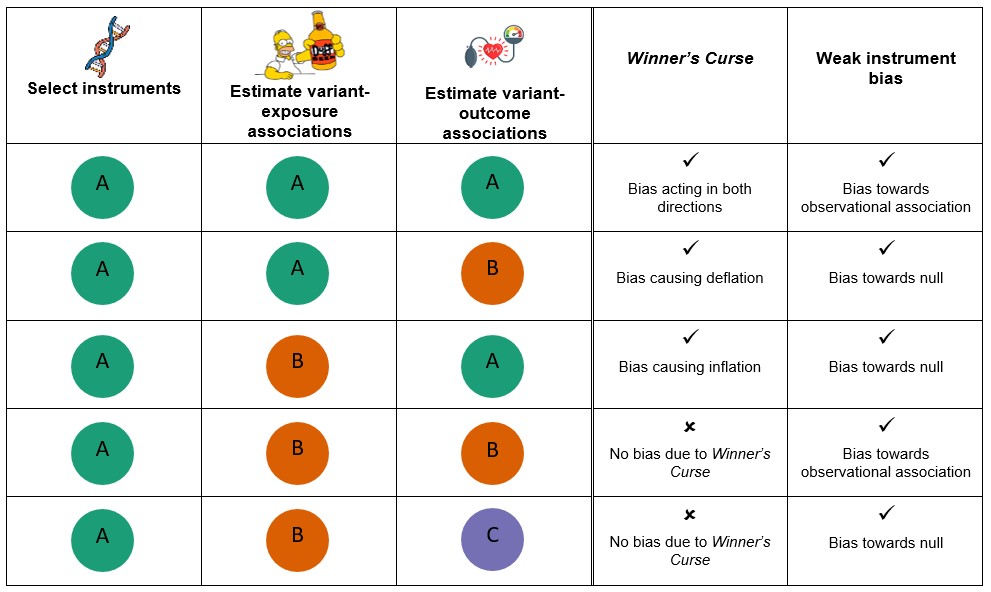 Select instruments
Estimate variant-
exposure
associations
Estimate variant-
outcome
associations
Winner's Curse
Weak instrument
bias
A
A
A
✓
Bias acting in both
directions
✓
Bias towards
observational association
A
A
B
✓
Bias causing deflation
✓
Bias towards null
A
B
A
✓
Bias causing inflation
✓
Bias towards null
A
B
B
✗
No bias due to Winner's
Curse
✓
Bias towards
observational association
A
B
C
✗
No bias due to Winner's
Curse
✓
Bias towards null